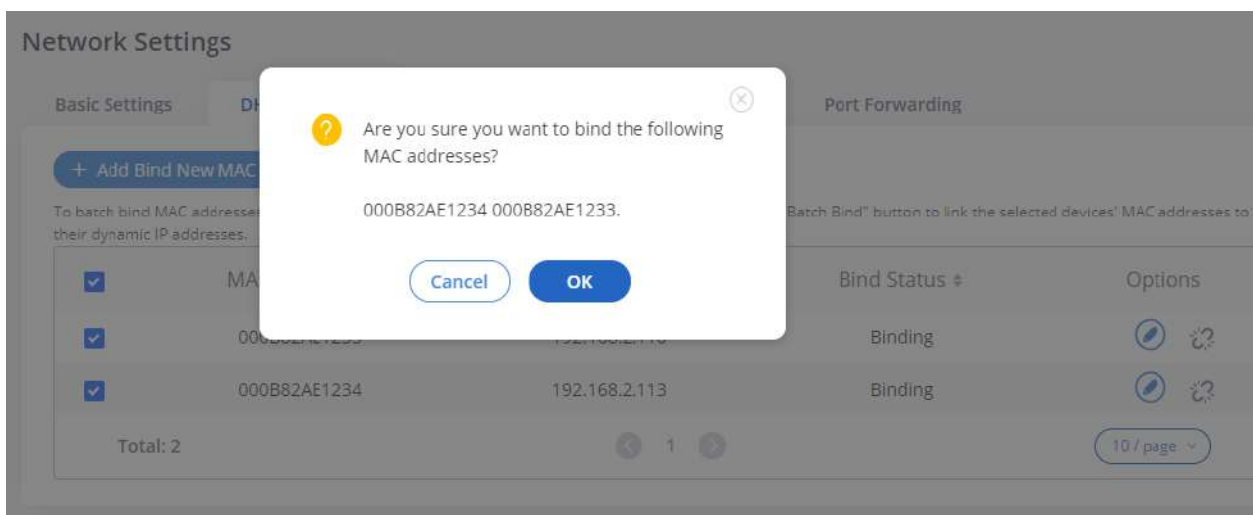 Network Settings
Basic Settings
Port Forwarding
Are you sure you want to bind the following
MAC addresses?
000B82AE1234 000B82AE1233.
Cancel
OK
+ Add Bind New MAC
To batch bind MAC
Batch Bind" button to link the selected devices' MAC addresses to
their dynamic IP addresses.
Bind Status
Options
Binding
000B82AE1234 192.168.2.113 Binding
Total: 2
1
10 / page